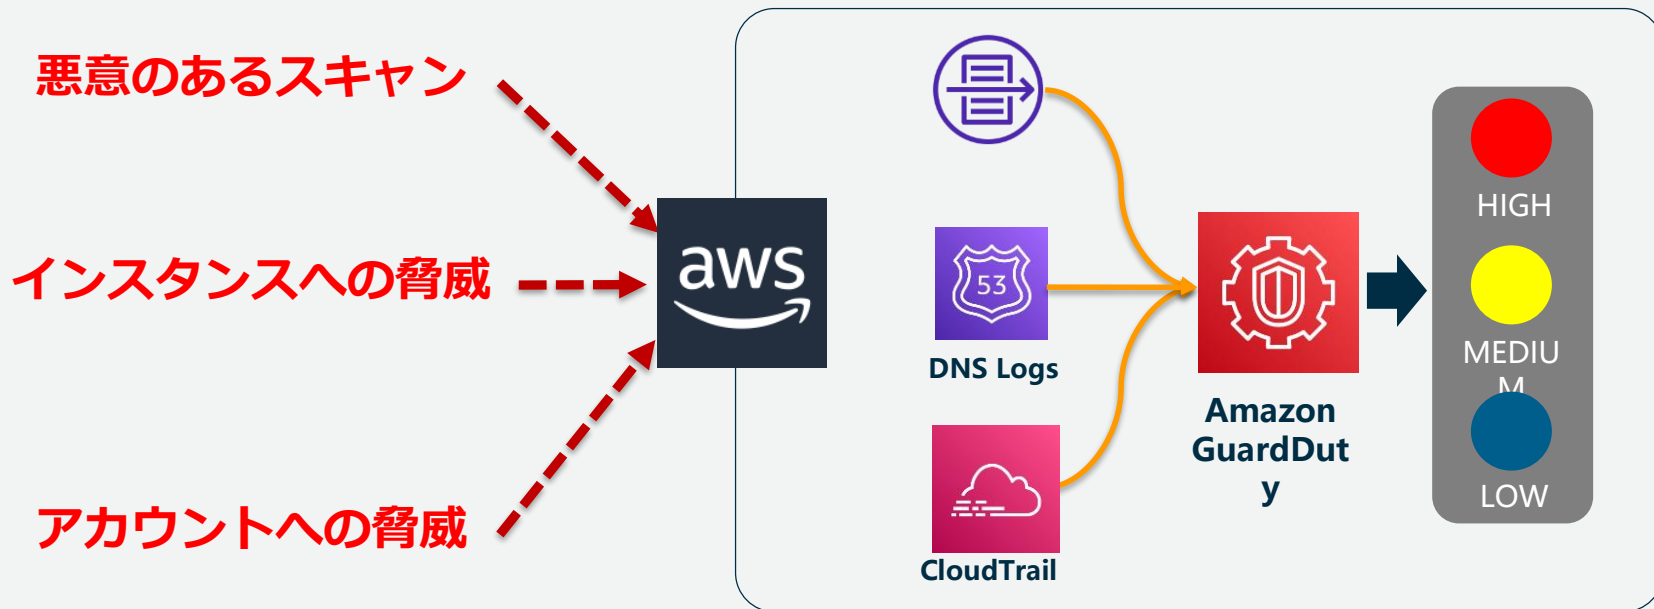 悪意のあるスキャン
インスタンスへの脅威
アカウントへの脅威
aws
53
DNS Logs
CloudTrail
Amazon
GuardDut
y
HIGH
MEDIU
M
LOW